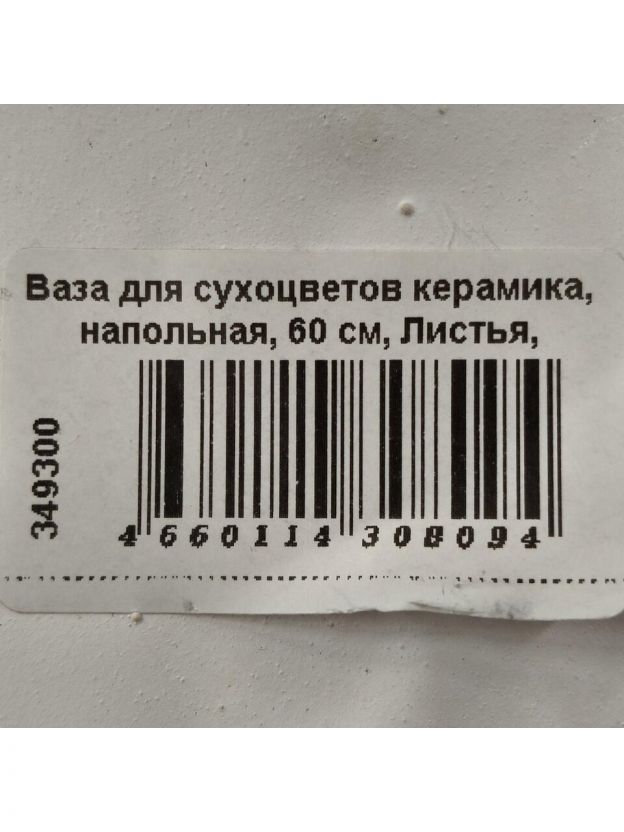 Ваза для сухоцветов керамика,
напольная, 60 см, Листья,
349300
4 660114 308094